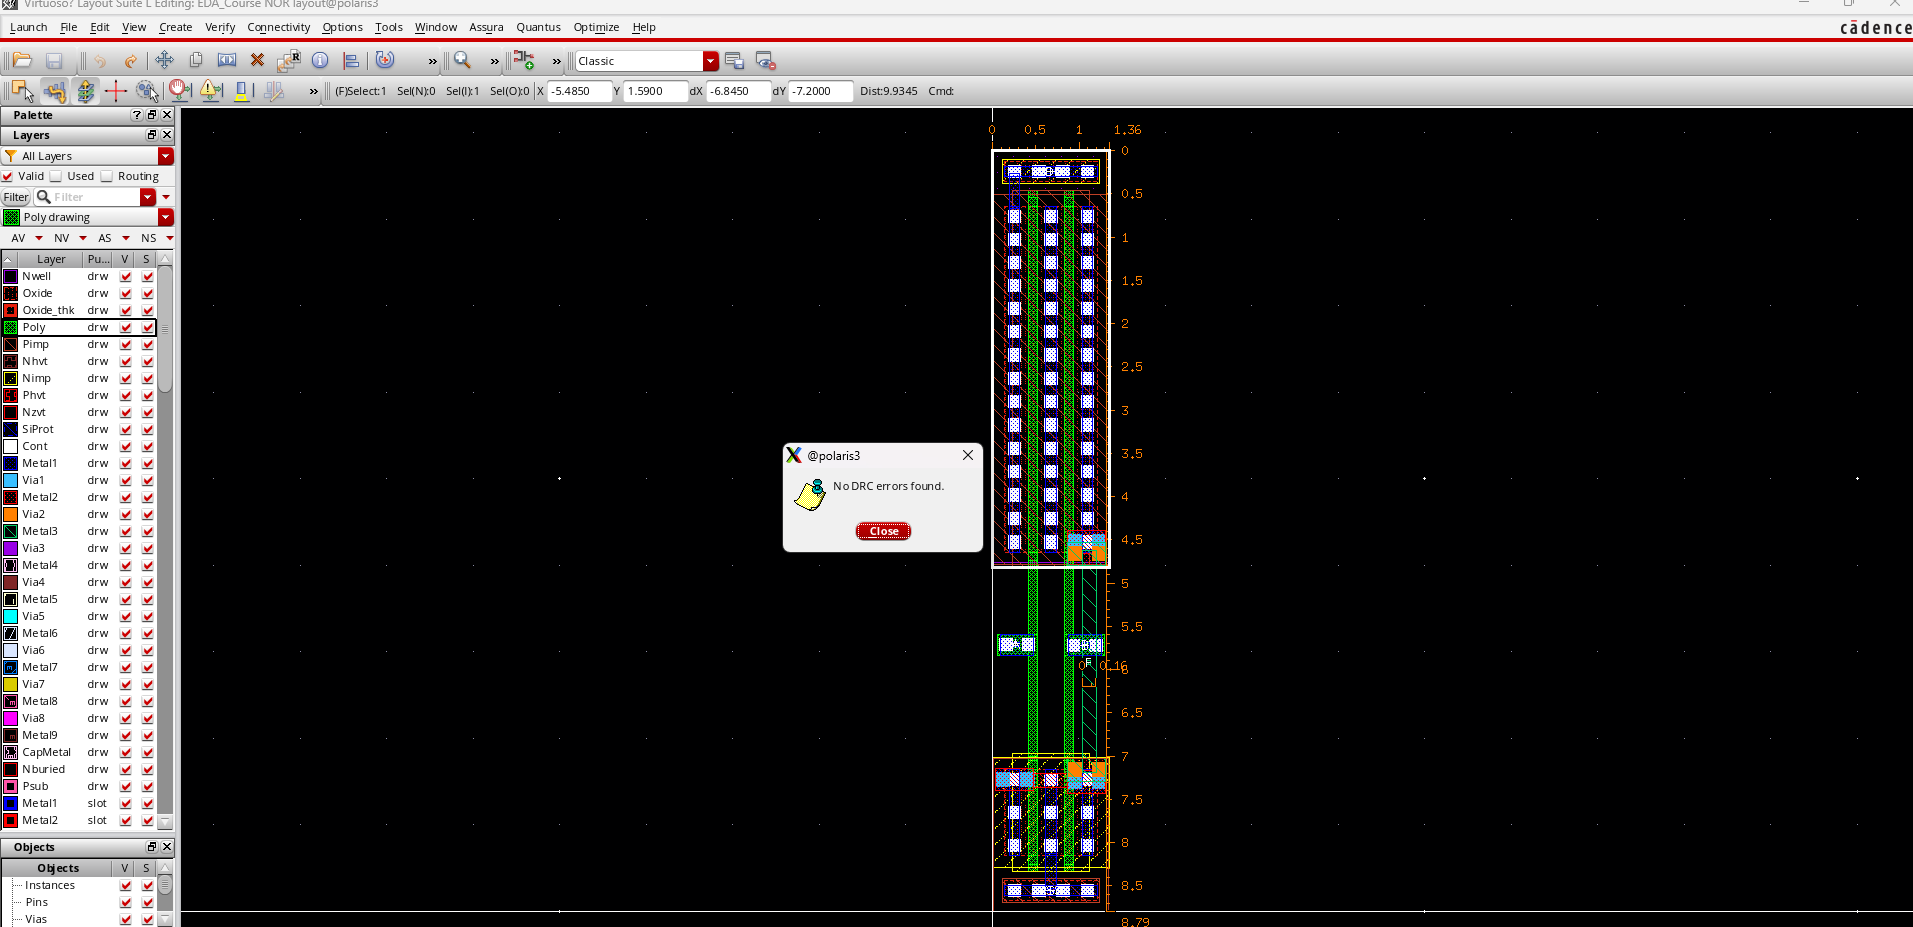 Virtuoso? Layout Suite L Editing: EDA_Course NOR layout@polaris3
Launch File Edit View Create Verify Connectivity Options Tools Window Assura Quantus Optimize Help
cādence
» » » Classic
» (F)Select:1 Sel(N):0 Sel(I):1 Sel(O):0 X -5.4850 Y 1.5900 dX -6.8450 dY -7.2000 Dist:9.9345 Cmd:
Palette ?
Layers
All Layers
Valid Used Routing
Filter Filter
Poly drawing
AV NV AS NS
Layer Pu... V S
Nwell drw
Oxide drw
Oxide_thk drw
Poly drw
Pimp drw
Nhvt drw
Nimp drw
Phvt drw
Nzvt drw
SiProt drw
Cont drw
Metal1 drw
Via1 drw
Metal2 drw
Via2 drw
Metal3 drw
Via3 drw
Metal4 drw
Via4 drw
Metal5 drw
Via5 drw
Metal6 drw
Via6 drw
Metal7 drw
Via7 drw
Metal8 drw
Via8 drw
Metal9 drw
CapMetal drw
Nburied drw
Psub drw
Metal1 slot
Metal2 slot
Objects
Objects V S
Instances
Pins
Vias
@polaris3
No DRC errors found.
Close
0 0.5 1 1.36
0
0.5
1
1.5
2
2.5
3
3.5
4
4.5
5
5.5
6
6.5
7
7.5
8
8.5
8.79
F
0 0.16